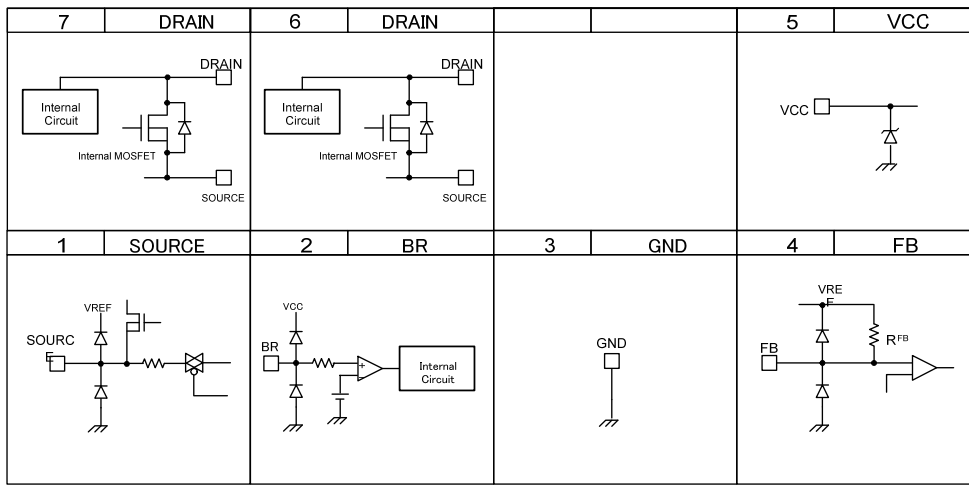 7 DRAIN 6 DRAIN 5 VCC
DRAIN
Internal
Circuit
Internal MOSFET
SOURCE
DRAIN
Internal
Circuit
Internal MOSFET
SOURCE
VCC
1 SOURCE 2 BR 3 GND 4 FB
VREF
SOURC
E
VCC
BR
+
-
Internal
Circuit
GND
VRE
F
RFB
FB